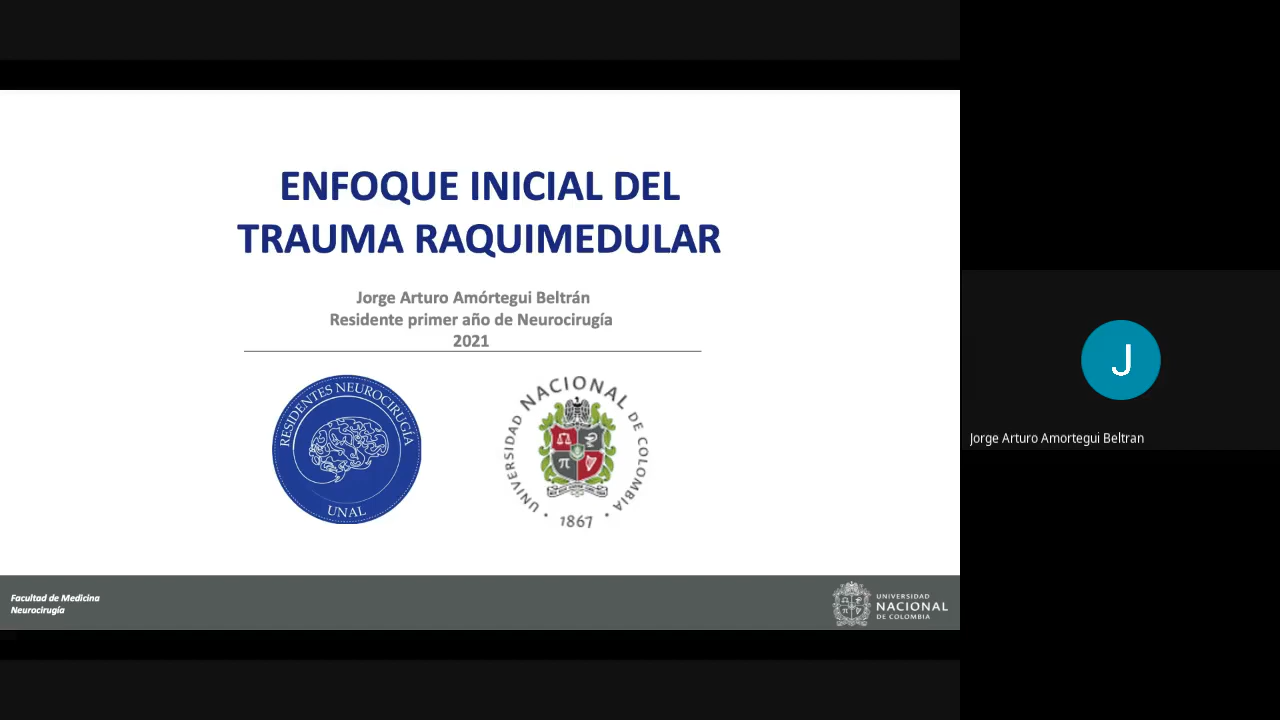 ENFOQUE INICIAL DEL
TRAUMA RAQUIMEDULAR
Jorge Arturo Amórtegui Beltrán
Residente primer año de Neurocirugía
2021
RESIDENTES NEUROCIRUGÍA
UNAL
UNIVERSIDAD NACIONAL DE COLOMBIA
1867
J
Jorge Arturo Amortegui Beltran
Facultad de Medicina
Neurocirugía
UNIVERSIDAD
NACIONAL
DE COLOMBIA